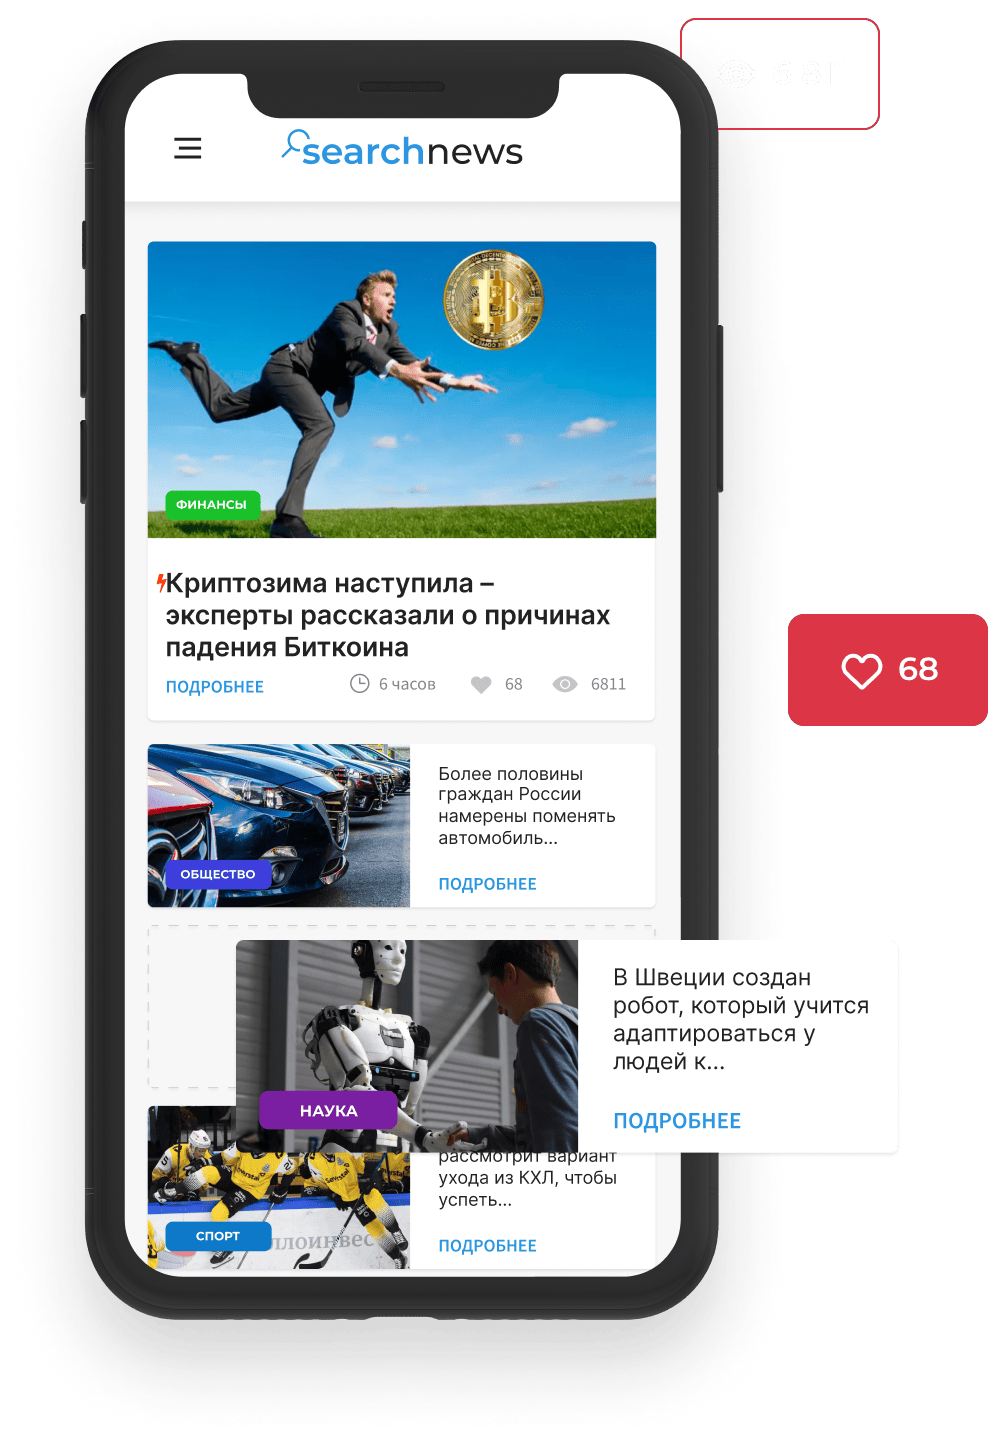 searchnews
ФИНАНСЫ
Криптозима наступила –
эксперты рассказали о причинах
падения Биткоина
ПОДРОБНЕЕ
6 часов
68
6811
68
Более половины
граждан России
намерены поменять
автомобиль...
ОБЩЕСТВО
ПОДРОБНЕЕ
В Швеции создан
робот, который учится
адаптироваться у
людей к...
НАУКА
ПОДРОБНЕЕ
рассмотрит вариант
ухода из КХЛ, чтобы
успеть...
СПОРТ
ПОДРОБНЕЕ